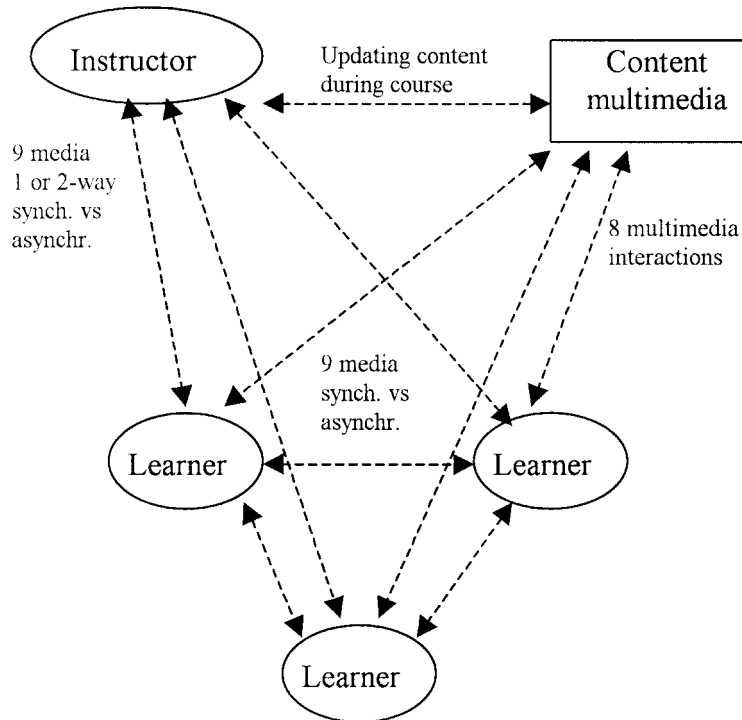 Instructor
Updating content
during course
Content
multimedia
9 media
1 or 2-way
synch. vs
asynchr.
8 multimedia
interactions
9 media
synch. vs
asynchr.
Learner
Learner
Learner